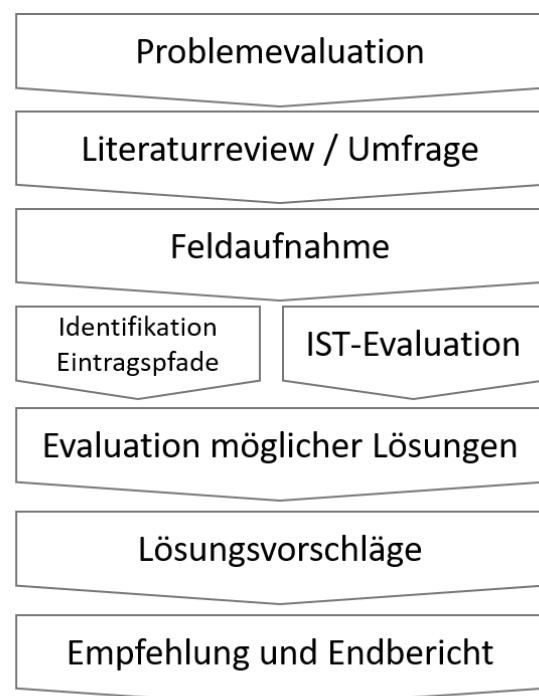 Problemevaluation
Literaturreview / Umfrage
Feldaufnahme
Identifikation
Eintragspfade
IST-Evaluation
Evaluation möglicher Lösungen
Lösungsvorschläge
Empfehlung und Endbericht